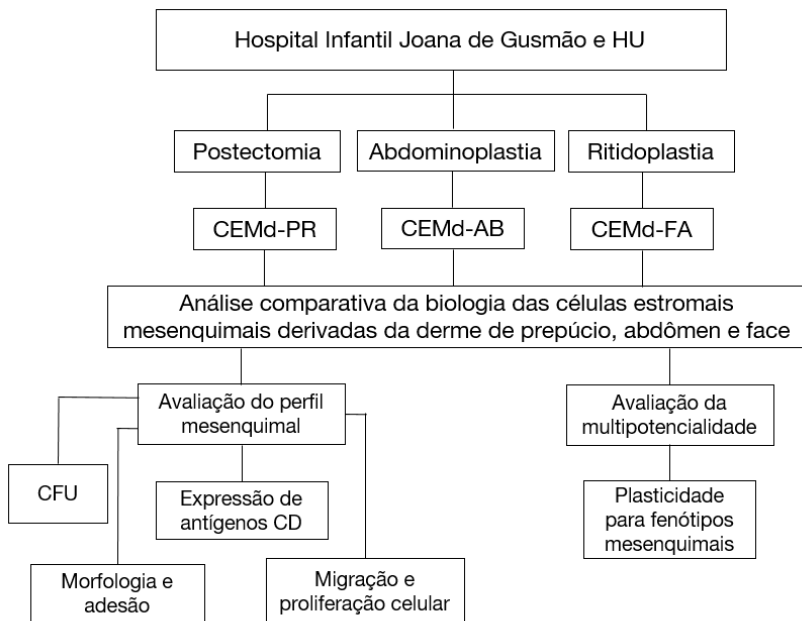 Hospital Infantil Joana de Gusmão e HU
Postectomia
Abdominoplastia
Ritidoplastia
CEMd-PR
CEMd-AB
CEMd-FA
Análise comparativa da biologia das células estromais
mesenquimais derivadas da derme de prepúcio, abdômen e face
Avaliação do perfil
mesenquimal
Avaliação da
multipotencialidade
CFU
Expressão de
antígenos CD
Plasticidade
para fenótipos
mesenquimais
Morfologia e
adesão
Migração e
proliferação celular